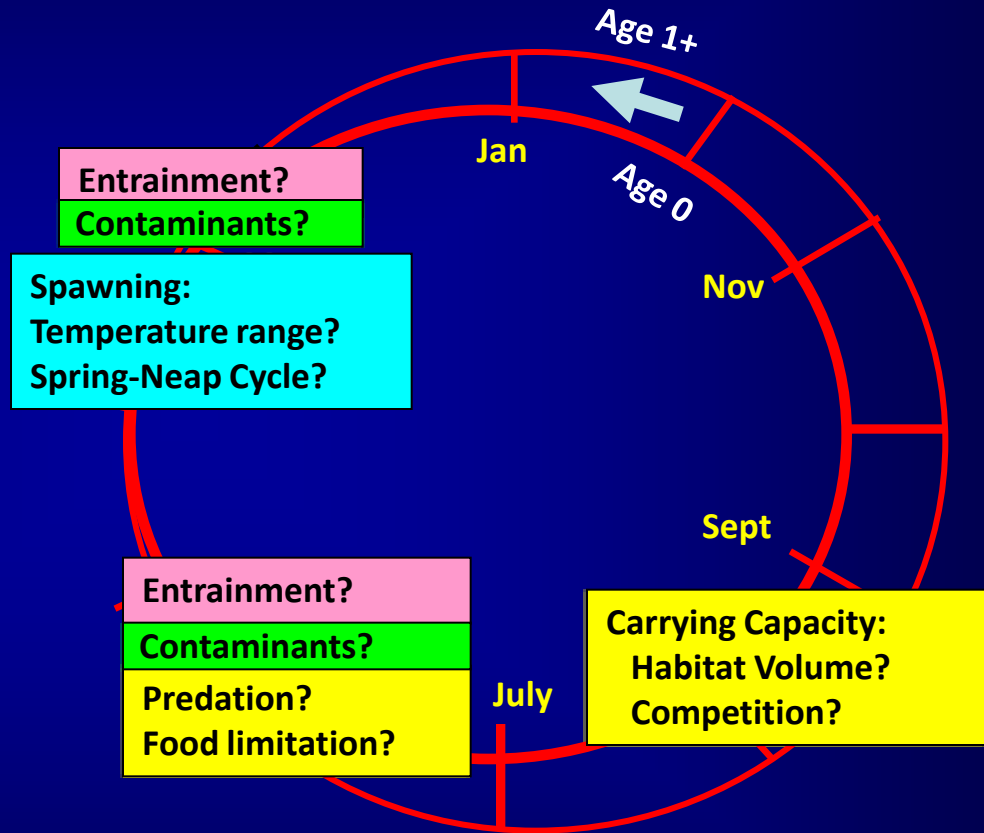 Age 1+
Jan
Age 0
Entrainment?
Contaminants?
Spawning:
Temperature range?
Spring-Neap Cycle?
Nov
Sept
Entrainment?
Contaminants?
Predation?
Food limitation?
July
Carrying Capacity:
Habitat Volume?
Competition?